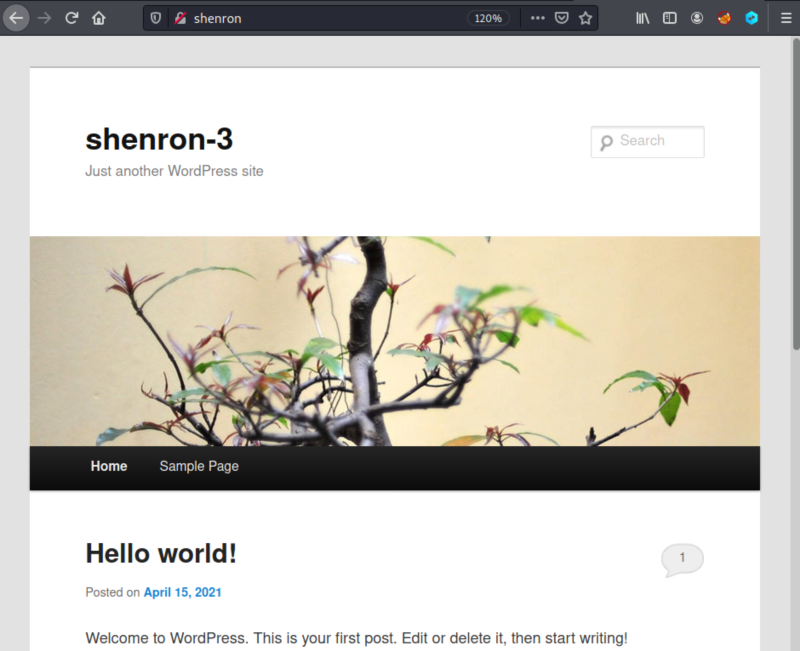 shenron
120%
shenron-3
Just another WordPress site
Search
Home
Sample Page
Hello world!
1
Posted on April 15, 2021
Welcome to WordPress. This is your first post. Edit or delete it, then start writing!